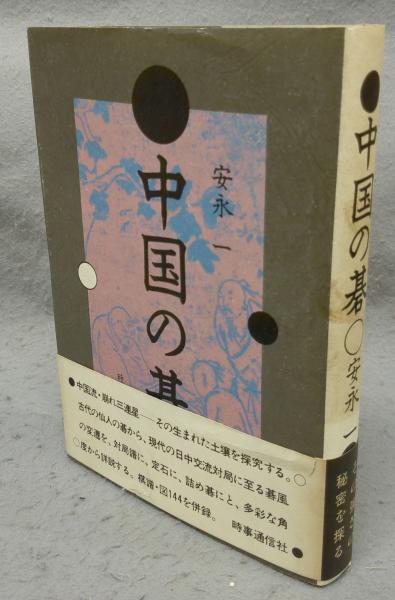 安永 一
中国の碁
●中国流・崩れ三連星――その生まれた土壌を探究する。○
古代の仙人の碁から、現代の日中交流対局に至る碁風
の変遷を、対局譜に、定石に、詰め碁にと、多彩な角
○度から詳説する。棋譜・図144を併録。 時事通信社●
●中国の碁○安永 一
秘密を探る